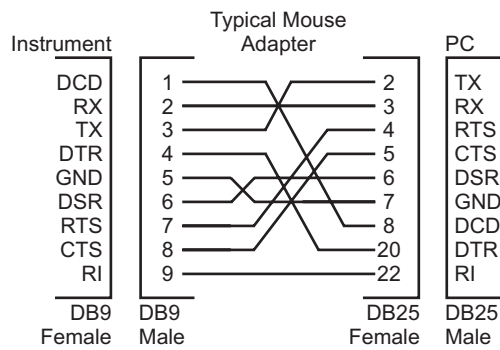 Typical Mouse
Instrument Adapter PC
DCD 1 2 TX
RX 2 3 RX
TX 3 4 RTS
DTR 4 5 CTS
GND 5 6 DSR
DSR 6 7 GND
RTS 7 8 DCD
CTS 8 20 DTR
RI 9 22 RI
DB9 DB9 DB25 DB25
Female Male Female Male